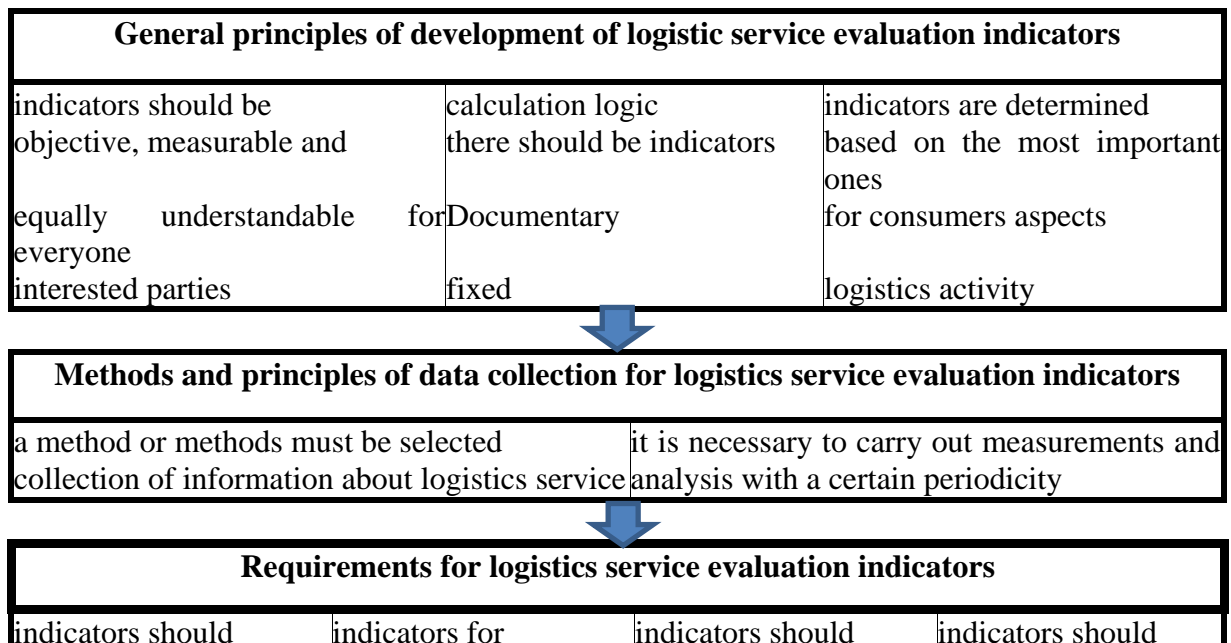 General principles of development of logistic service evaluation indicators
indicators should be
objective, measurable and
equally understandable for
everyone
interested parties
calculation logic
there should be indicators
Documentary
fixed
indicators are determined
based on the most important
ones
for consumers aspects
logistics activity
Methods and principles of data collection for logistics service evaluation indicators
a method or methods must be selected
collection of information about logistics service
it is necessary to carry out measurements and
analysis with a certain periodicity
Requirements for logistics service evaluation indicators
indicators should
indicators for
indicators should
indicators should